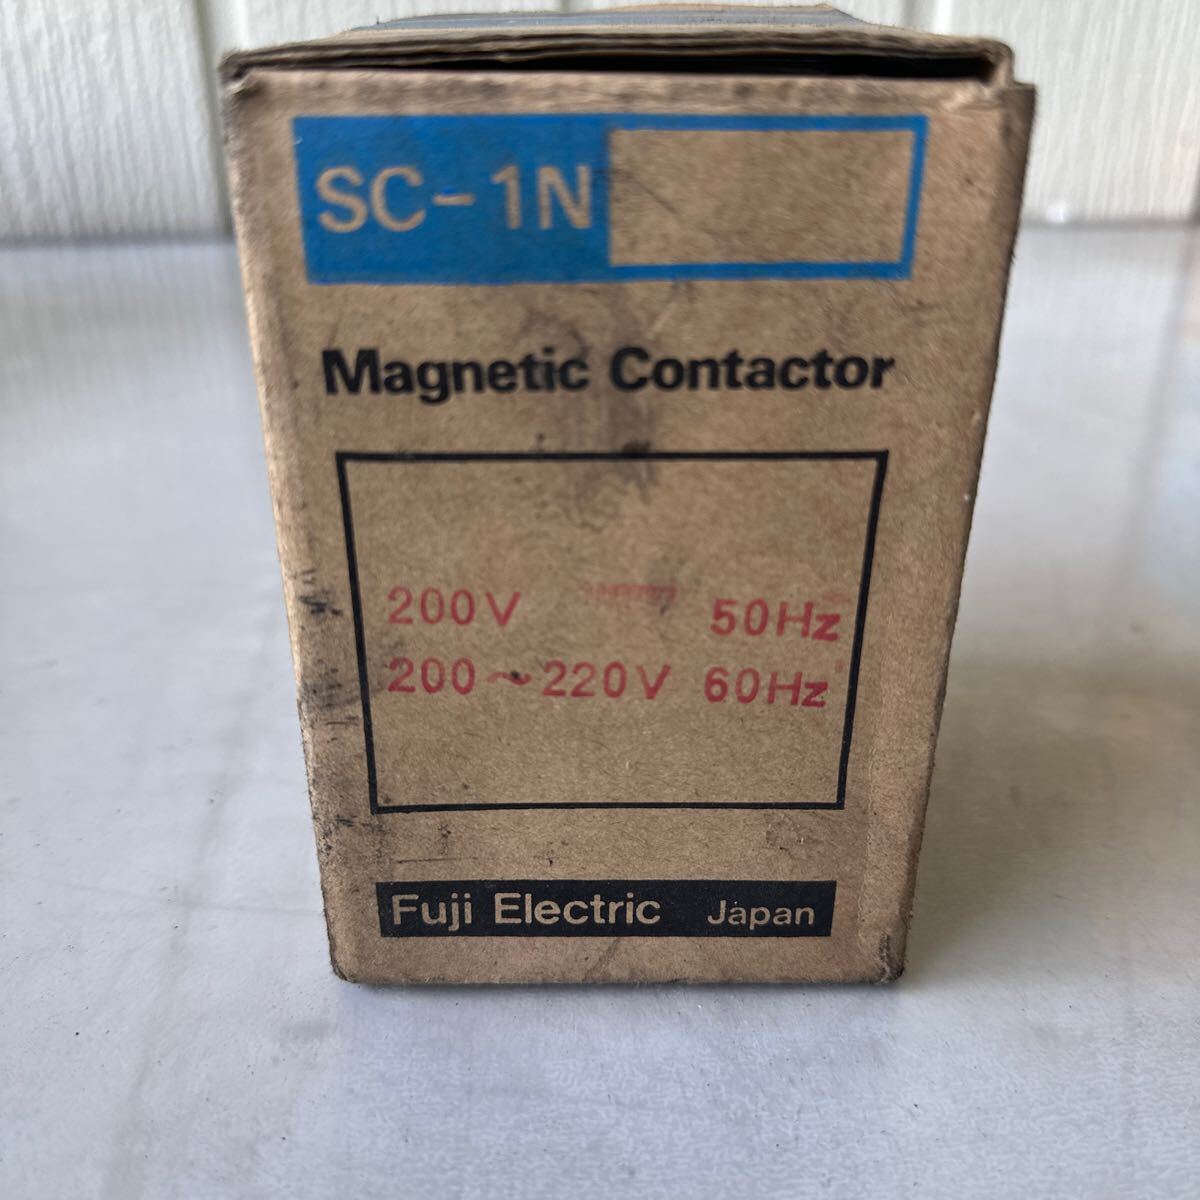 SC-1N
Magnetic Contactor
200V 50Hz
200~220V 60Hz
Fuji Electric Japan